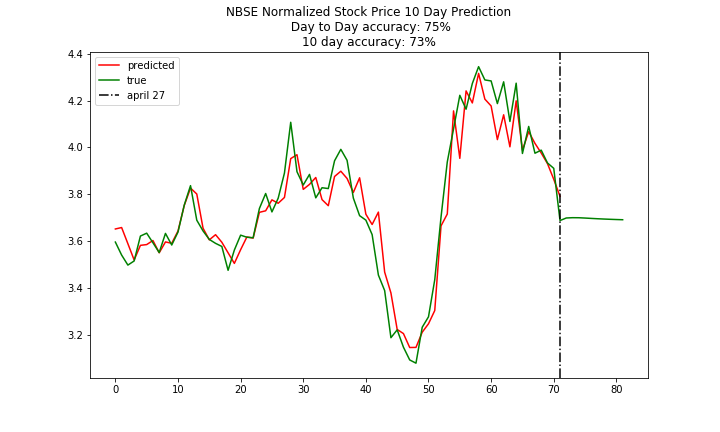 NBSE Normalized Stock Price 10 Day Prediction
Day to Day accuracy: 75%
10 day accuracy: 73%
predicted
true
april 27
4.4
4.2
4.0
3.8
3.6
3.4
3.2
0 10 20 30 40 50 60 70 80